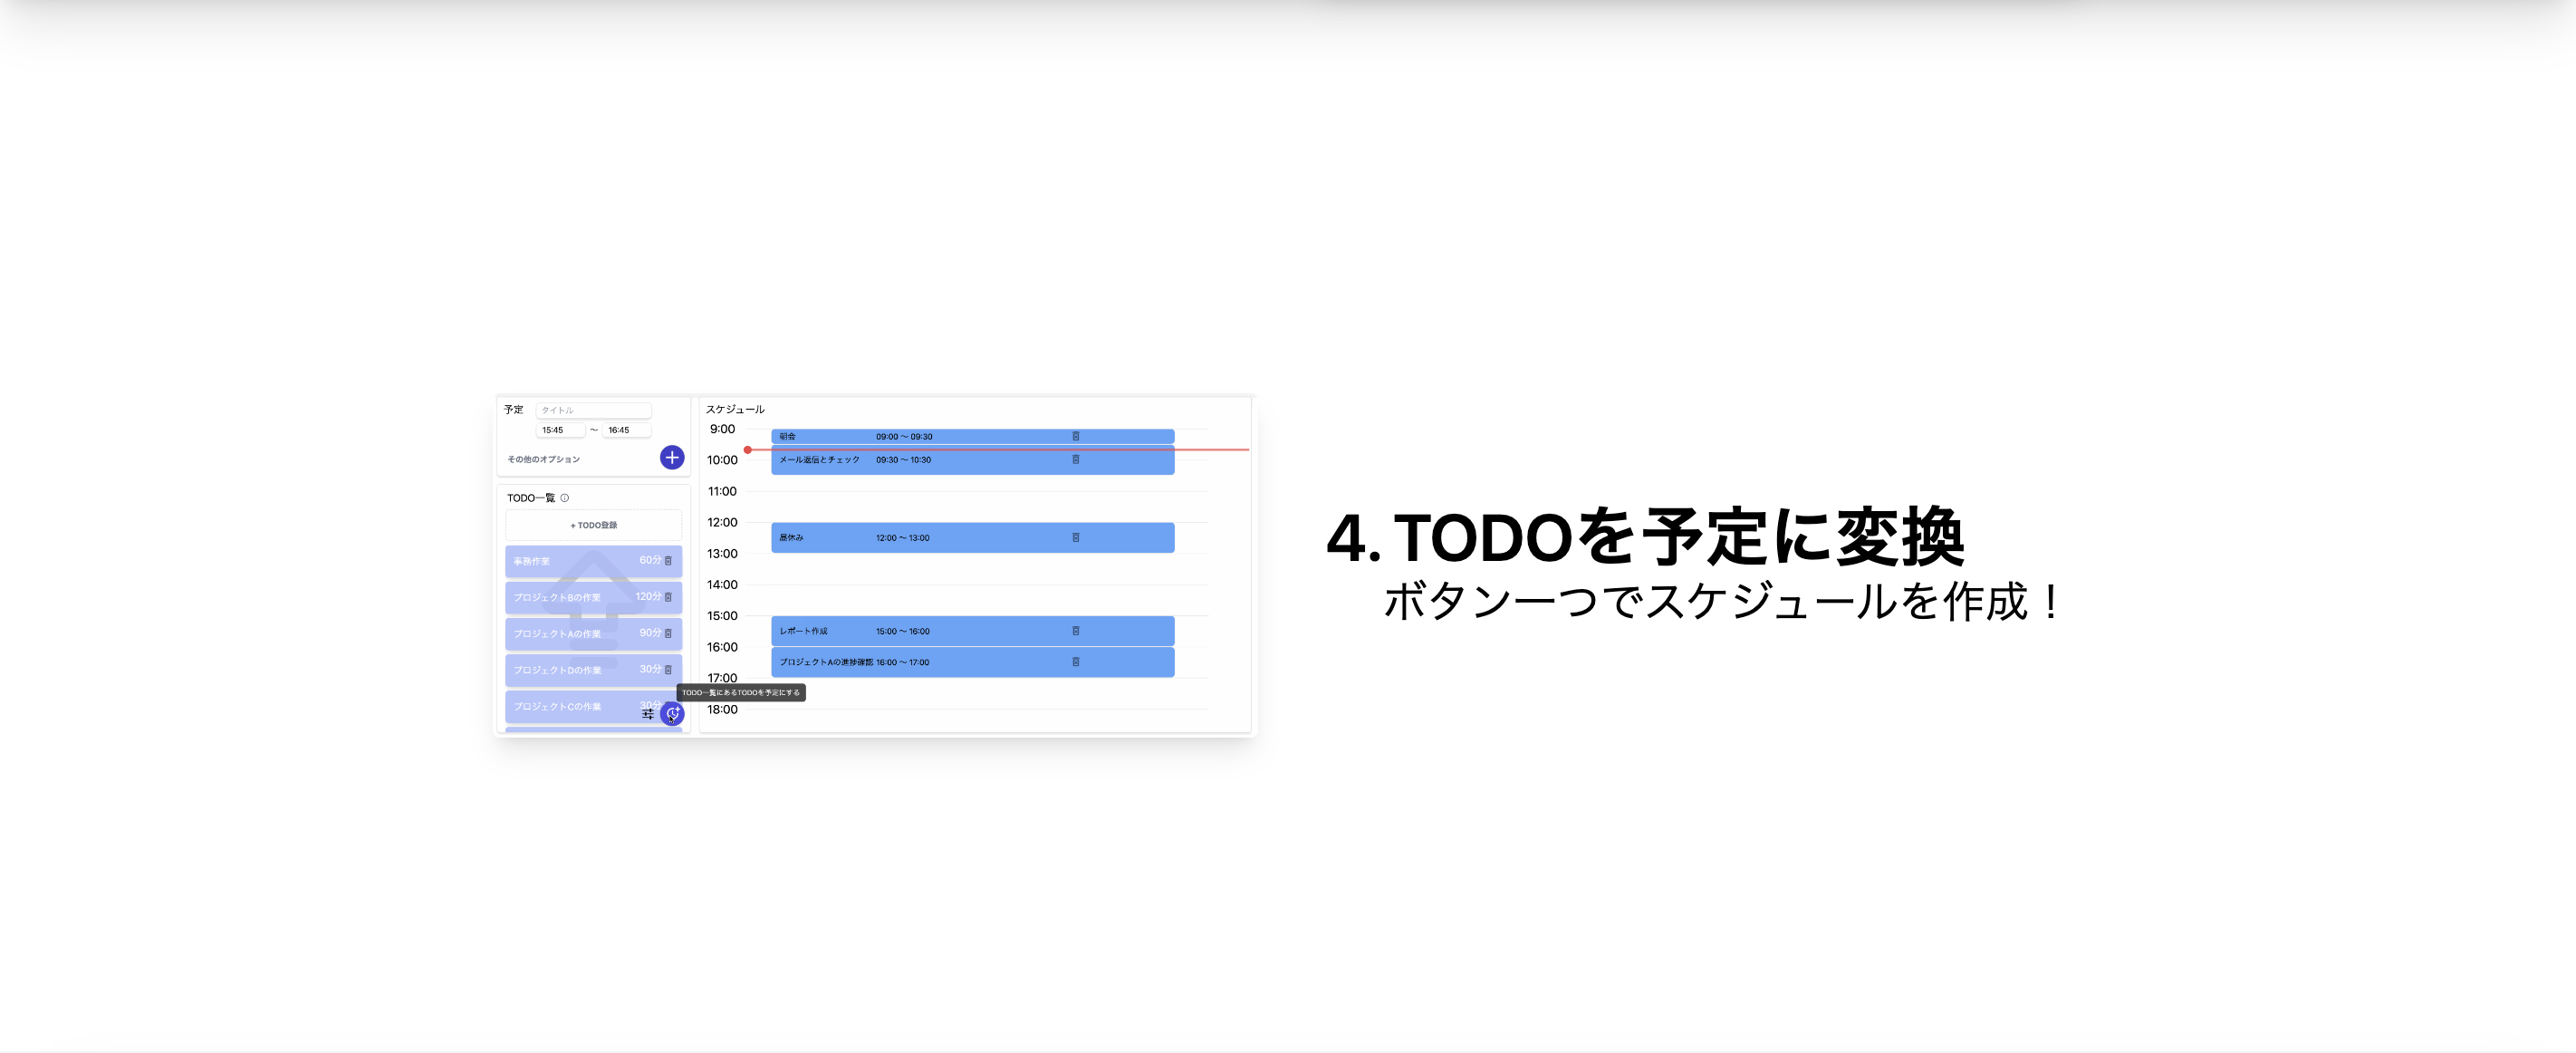 予定
タイトル
15:45 ～ 16:45
その他のオプション
TODO一覧
+ TODO登録
事務作業 60分
プロジェクトBの作業 120分
プロジェクトAの作業 90分
プロジェクトDの作業 30分
プロジェクトCの作業 30分
TODO一覧にあるTODOを予定にする
スケジュール
9:00
朝会 09:00 ～ 09:30
10:00
メール返信とチェック 09:30 ～ 10:30
11:00
12:00
昼休み 12:00 ～ 13:00
13:00
14:00
15:00
レポート作成 15:00 ～ 16:00
16:00
プロジェクトAの進捗確認 16:00 ～ 17:00
17:00
18:00
4. TODOを予定に変換
ボタン一つでスケジュールを作成！